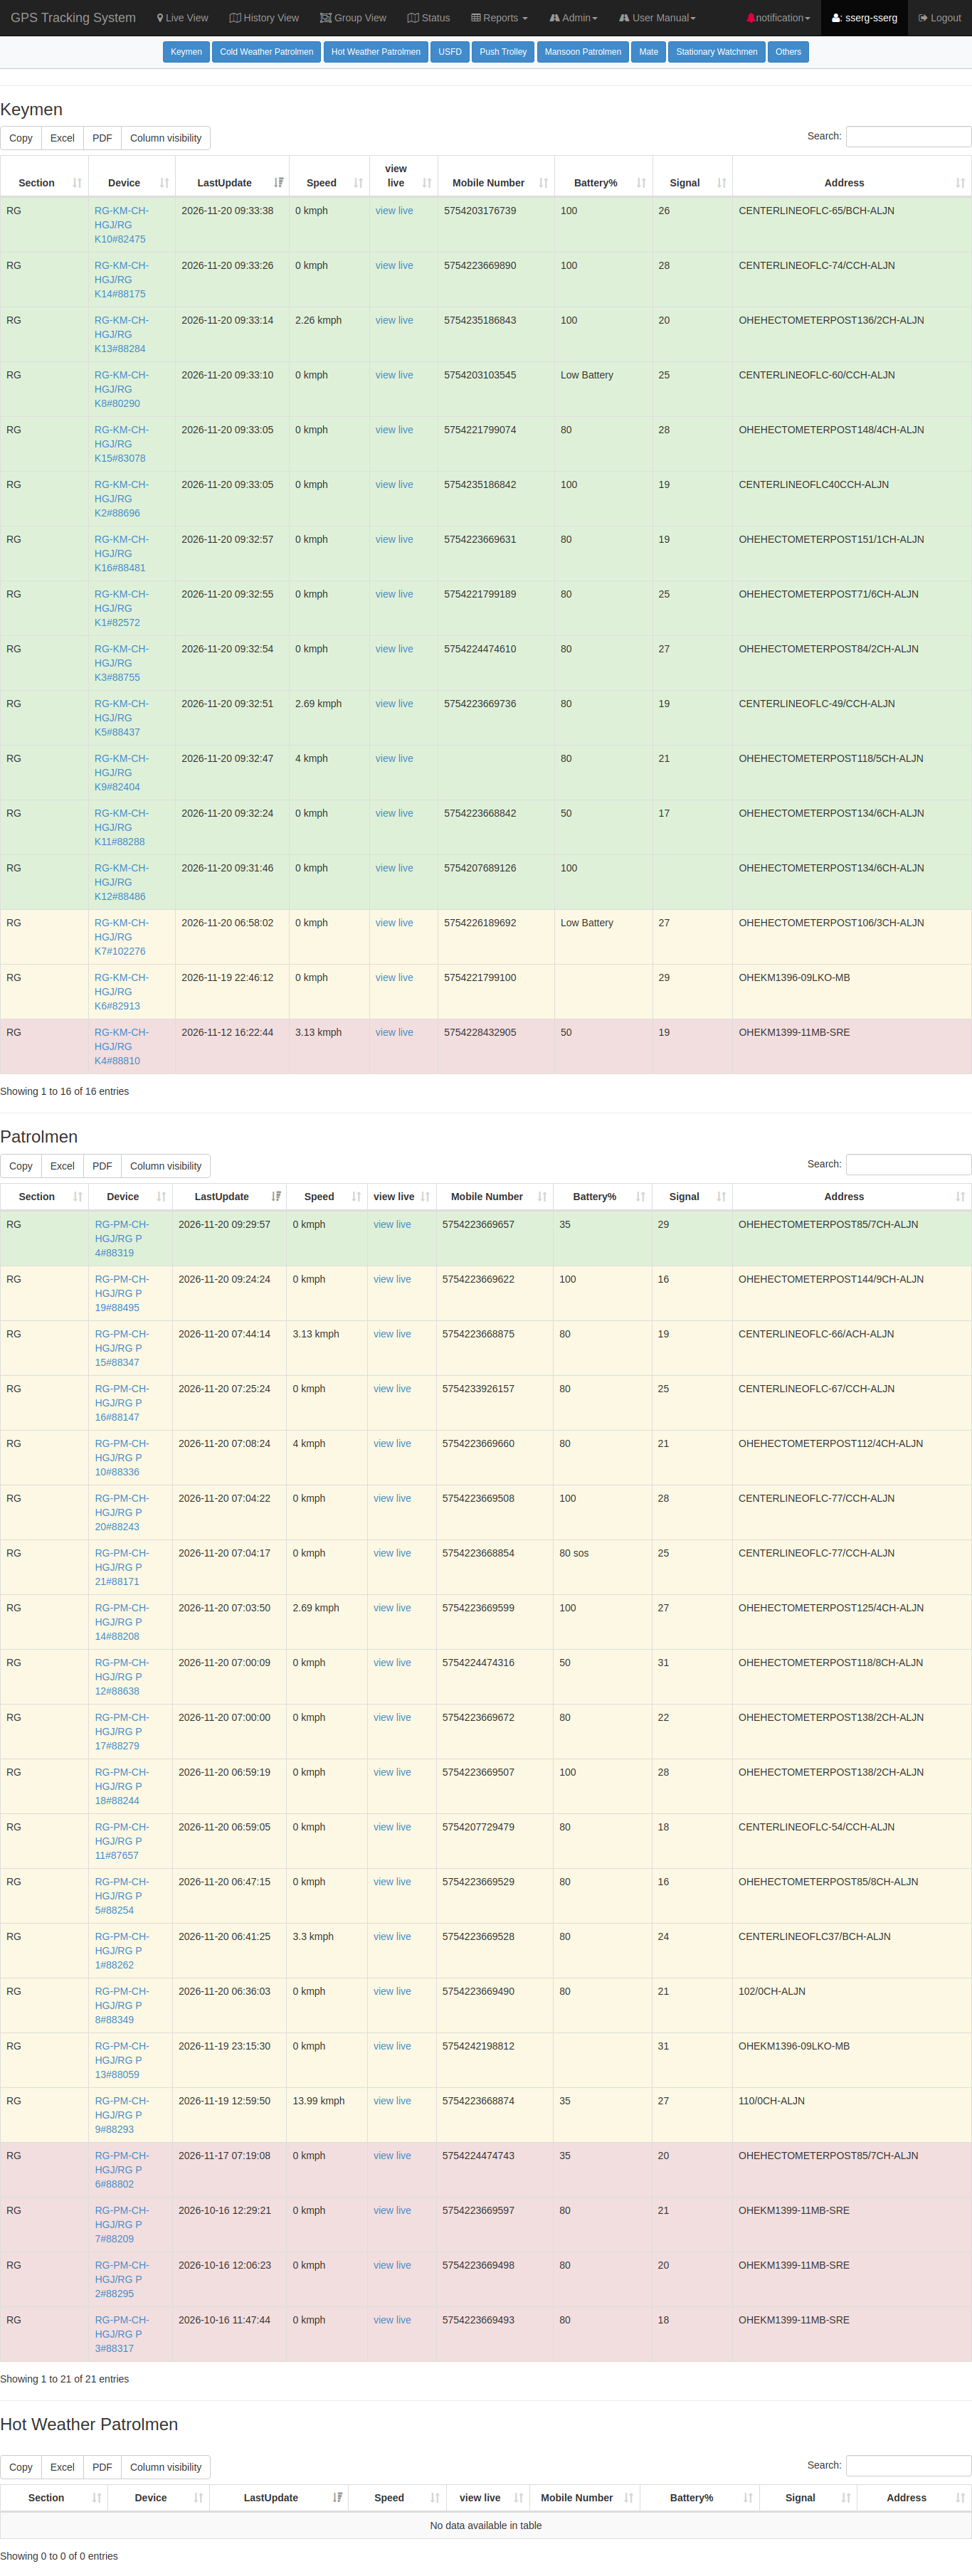 GPS Tracking System Live View History View Group View Status Reports Admin User Manual notification : sserg-sserg Logout
Keymen Cold Weather Patrolmen Hot Weather Patrolmen USFD Push Trolley Mansoon Patrolmen Mate Stationary Watchmen Others
Keymen
Copy Excel PDF Column visibility Search:
Section Device LastUpdate Speed view live Mobile Number Battery% Signal Address
RG RG-KM-CH-HGJ/RG K10#82475 2026-11-20 09:33:38 0 kmph view live 5754203176739 100 26 CENTERLINEOFLC-65/BCH-ALJN
RG RG-KM-CH-HGJ/RG K14#88175 2026-11-20 09:33:26 0 kmph view live 5754223669890 100 28 CENTERLINEOFLC-74/CCH-ALJN
RG RG-KM-CH-HGJ/RG K13#88284 2026-11-20 09:33:14 2.26 kmph view live 5754235186843 100 20 OHEHECTOMETERPOST136/2CH-ALJN
RG RG-KM-CH-HGJ/RG K8#80290 2026-11-20 09:33:10 0 kmph view live 5754203103545 Low Battery 25 CENTERLINEOFLC-60/CCH-ALJN
RG RG-KM-CH-HGJ/RG K15#83078 2026-11-20 09:33:05 0 kmph view live 5754221799074 80 28 OHEHECTOMETERPOST148/4CH-ALJN
RG RG-KM-CH-HGJ/RG K2#88696 2026-11-20 09:33:05 0 kmph view live 5754235186842 100 19 CENTERLINEOFLC40CCH-ALJN
RG RG-KM-CH-HGJ/RG K16#88481 2026-11-20 09:32:57 0 kmph view live 5754223669631 80 19 OHEHECTOMETERPOST151/1CH-ALJN
RG RG-KM-CH-HGJ/RG K1#82572 2026-11-20 09:32:55 0 kmph view live 5754221799189 80 25 OHEHECTOMETERPOST71/6CH-ALJN
RG RG-KM-CH-HGJ/RG K3#88755 2026-11-20 09:32:54 0 kmph view live 5754224474610 80 27 OHEHECTOMETERPOST84/2CH-ALJN
RG RG-KM-CH-HGJ/RG K5#88437 2026-11-20 09:32:51 2.69 kmph view live 5754223669736 80 19 CENTERLINEOFLC-49/CCH-ALJN
RG RG-KM-CH-HGJ/RG K9#82404 2026-11-20 09:32:47 4 kmph view live 80 21 OHEHECTOMETERPOST118/5CH-ALJN
RG RG-KM-CH-HGJ/RG K11#88288 2026-11-20 09:32:24 0 kmph view live 5754223668842 50 17 OHEHECTOMETERPOST134/6CH-ALJN
RG RG-KM-CH-HGJ/RG K12#88486 2026-11-20 09:31:46 0 kmph view live 5754207689126 100 OHEHECTOMETERPOST134/6CH-ALJN
RG RG-KM-CH-HGJ/RG K7#102276 2026-11-20 06:58:02 0 kmph view live 5754226189692 Low Battery 27 OHEHECTOMETERPOST106/3CH-ALJN
RG RG-KM-CH-HGJ/RG K6#82913 2026-11-19 22:46:12 0 kmph view live 5754221799100 29 OHEKM1396-09LKO-MB
RG RG-KM-CH-HGJ/RG K4#88810 2026-11-12 16:22:44 3.13 kmph view live 5754228432905 50 19 OHEKM1399-11MB-SRE
Showing 1 to 16 of 16 entries
Patrolmen
Copy Excel PDF Column visibility Search:
Section Device LastUpdate Speed view live Mobile Number Battery% Signal Address
RG RG-PM-CH-HGJ/RG P 4#88319 2026-11-20 09:29:57 0 kmph view live 5754223669657 35 29 OHEHECTOMETERPOST85/7CH-ALJN
RG RG-PM-CH-HGJ/RG P 19#88495 2026-11-20 09:24:24 0 kmph view live 5754223669622 100 16 OHEHECTOMETERPOST144/9CH-ALJN
RG RG-PM-CH-HGJ/RG P 15#88347 2026-11-20 07:44:14 3.13 kmph view live 5754223668875 80 19 CENTERLINEOFLC-66/ACH-ALJN
RG RG-PM-CH-HGJ/RG P 16#88147 2026-11-20 07:25:24 0 kmph view live 5754233926157 80 25 CENTERLINEOFLC-67/CCH-ALJN
RG RG-PM-CH-HGJ/RG P 10#88336 2026-11-20 07:08:24 4 kmph view live 5754223669660 80 21 OHEHECTOMETERPOST112/4CH-ALJN
RG RG-PM-CH-HGJ/RG P 20#88243 2026-11-20 07:04:22 0 kmph view live 5754223669508 100 28 CENTERLINEOFLC-77/CCH-ALJN
RG RG-PM-CH-HGJ/RG P 21#88171 2026-11-20 07:04:17 0 kmph view live 5754223668854 80 sos 25 CENTERLINEOFLC-77/CCH-ALJN
RG RG-PM-CH-HGJ/RG P 14#88208 2026-11-20 07:03:50 2.69 kmph view live 5754223669599 100 27 OHEHECTOMETERPOST125/4CH-ALJN
RG RG-PM-CH-HGJ/RG P 12#88638 2026-11-20 07:00:09 0 kmph view live 5754224474316 50 31 OHEHECTOMETERPOST118/8CH-ALJN
RG RG-PM-CH-HGJ/RG P 17#88279 2026-11-20 07:00:00 0 kmph view live 5754223669672 80 22 OHEHECTOMETERPOST138/2CH-ALJN
RG RG-PM-CH-HGJ/RG P 18#88244 2026-11-20 06:59:19 0 kmph view live 5754223669507 100 28 OHEHECTOMETERPOST138/2CH-ALJN
RG RG-PM-CH-HGJ/RG P 11#87657 2026-11-20 06:59:05 0 kmph view live 5754207729479 80 18 CENTERLINEOFLC-54/CCH-ALJN
RG RG-PM-CH-HGJ/RG P 5#88254 2026-11-20 06:47:15 0 kmph view live 5754223669529 80 16 OHEHECTOMETERPOST85/8CH-ALJN
RG RG-PM-CH-HGJ/RG P 1#88262 2026-11-20 06:41:25 3.3 kmph view live 5754223669528 80 24 CENTERLINEOFLC37/BCH-ALJN
RG RG-PM-CH-HGJ/RG P 8#88349 2026-11-20 06:36:03 0 kmph view live 5754223669490 80 21 102/0CH-ALJN
RG RG-PM-CH-HGJ/RG P 13#88059 2026-11-19 23:15:30 0 kmph view live 5754242198812 31 OHEKM1396-09LKO-MB
RG RG-PM-CH-HGJ/RG P 9#88293 2026-11-19 12:59:50 13.99 kmph view live 5754223668874 35 27 110/0CH-ALJN
RG RG-PM-CH-HGJ/RG P 6#88802 2026-11-17 07:19:08 0 kmph view live 5754224474743 35 20 OHEHECTOMETERPOST85/7CH-ALJN
RG RG-PM-CH-HGJ/RG P 7#88209 2026-10-16 12:29:21 0 kmph view live 5754223669597 80 21 OHEKM1399-11MB-SRE
RG RG-PM-CH-HGJ/RG P 2#88295 2026-10-16 12:06:23 0 kmph view live 5754223669498 80 20 OHEKM1399-11MB-SRE
RG RG-PM-CH-HGJ/RG P 3#88317 2026-10-16 11:47:44 0 kmph view live 5754223669493 80 18 OHEKM1399-11MB-SRE
Showing 1 to 21 of 21 entries
Hot Weather Patrolmen
Copy Excel PDF Column visibility Search:
Section Device LastUpdate Speed view live Mobile Number Battery% Signal Address
No data available in table
Showing 0 to 0 of 0 entries